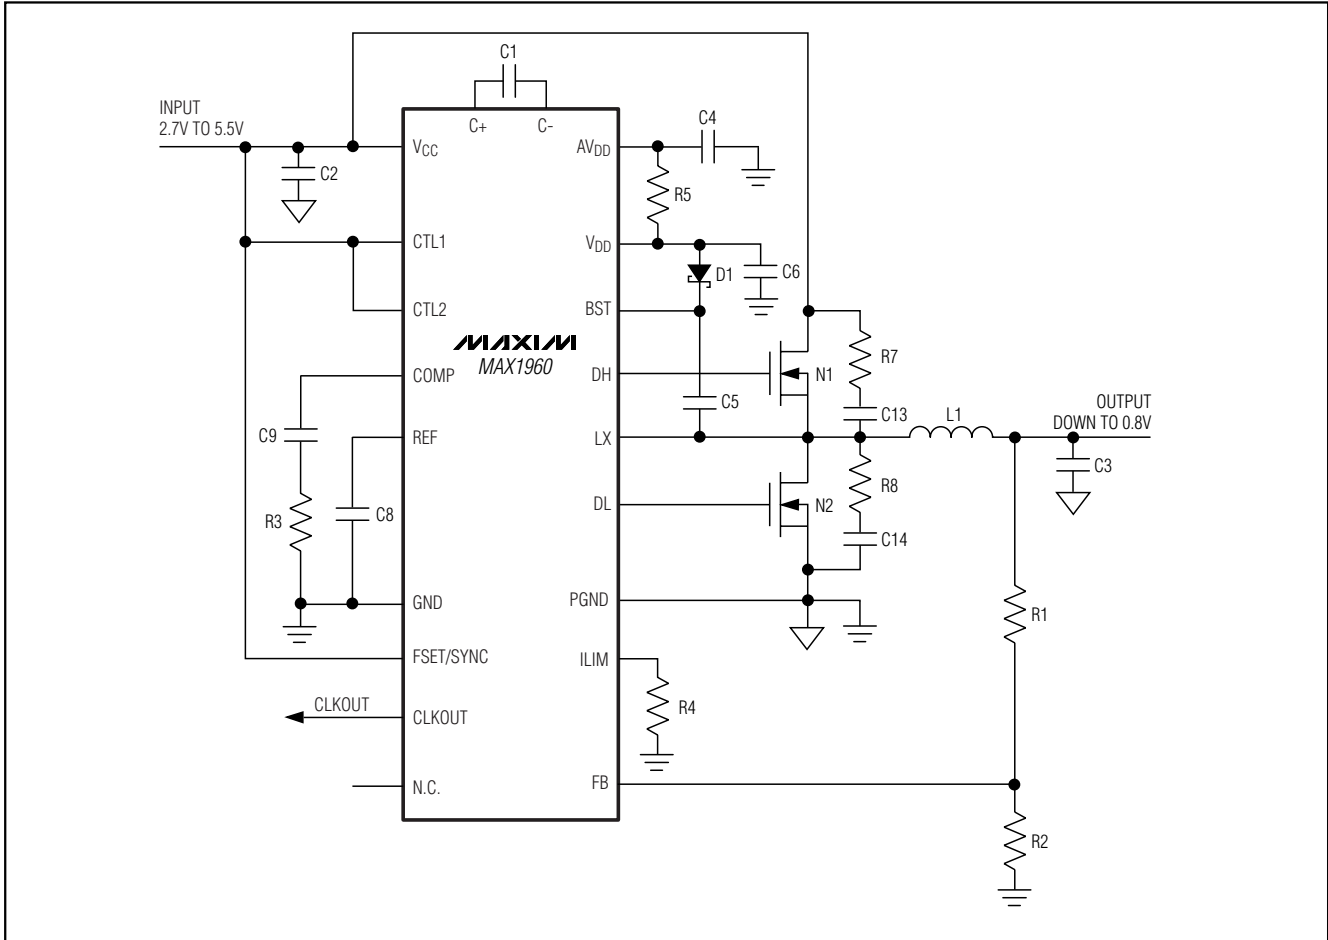 C1
INPUT
2.7V TO 5.5V
C+
C-
C4
VCC
AVDD
C2
R5
CTL1
VDD
D1
C6
CTL2
BST
MAXIM
MAX1960
R7
COMP
DH
N1
C5
C13
OUTPUT
DOWN TO 0.8V
L1
C9
REF
LX
C3
R8
R3
C8
DL
N2
C14
GND
PGND
R1
FSET/SYNC
ILIM
CLKOUT
CLKOUT
R4
N.C.
FB
R2